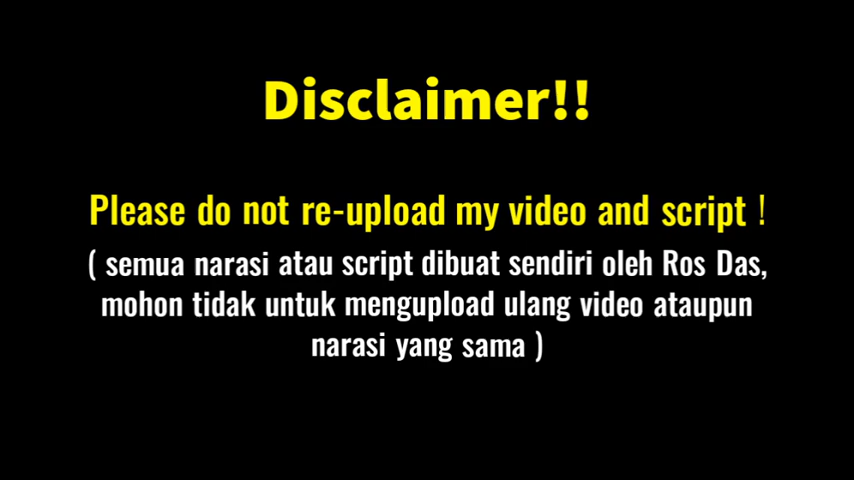 Disclaimer!!
Please do not re-upload my video and script !
( semua narasi atau script dibuat sendiri oleh Ros Das,
mohon tidak untuk mengupload ulang video ataupun
narasi yang sama )